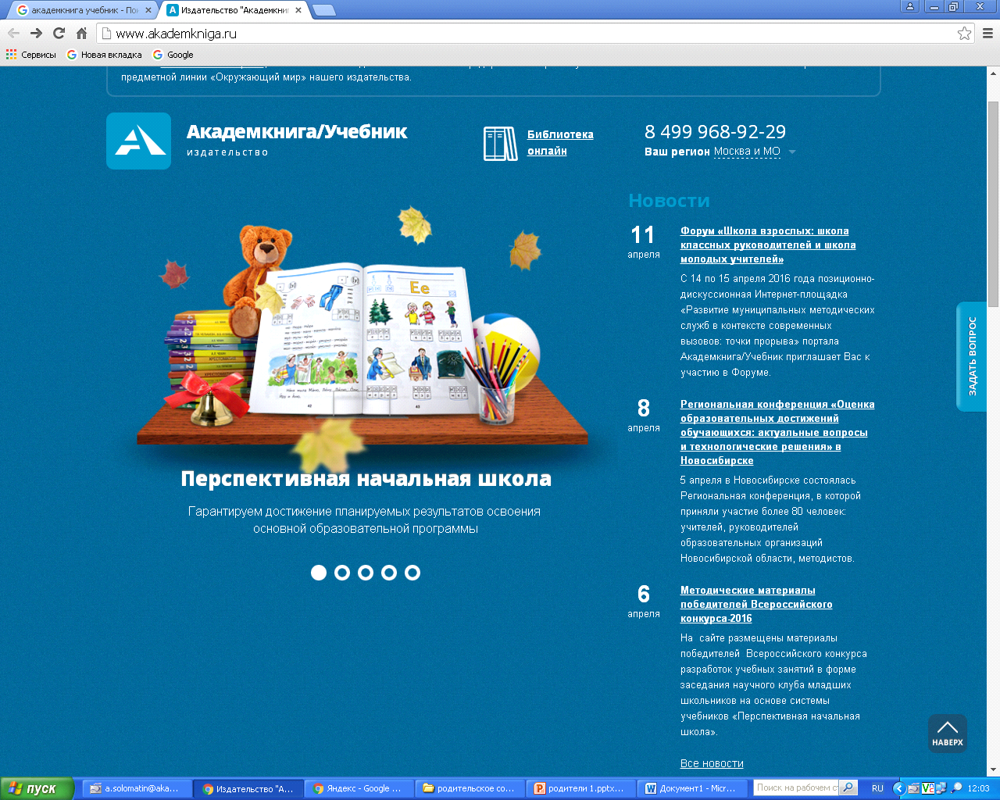 академкнига учебник - По
Издательство "Академкни
www.akademkniga.ru
Сервисы
Новая вкладка
Google
предметной линии «Окружающий мир» нашего издательства.
Академкнига/Учебник
издательство
Библиотека
онлайн
8 499 968-92-29
Ваш регион Москва и МО
Новости
11
апреля
Форум «Школа взрослых: школа
классных руководителей и школа
молодых учителей»
С 14 по 15 апреля 2016 года позиционно-
дискуссионная Интернет-площадка
«Развитие муниципальных методических
служб в контексте современных
вызовов: точки прорыва» портала
Академкнига/Учебник приглашает Вас к
участию в Форуме.
8
апреля
Региональная конференция «Оценка
образовательных достижений
обучающихся: актуальные вопросы
и технологические решения» в
Новосибирске
5 апреля в Новосибирске состоялась
Региональная конференция, в которой
приняли участие более 80 человек:
учителей, руководителей
образовательных организаций
Новосибирской области, методистов.
6
апреля
Методические материалы
победителей Всероссийского
конкурса-2016
На сайте размещены материалы
победителей Всероссийского конкурса
разработок учебных занятий в форме
заседания научного клуба младших
школьников на основе системы
учебников «Перспективная начальная
школа».
Все новости
Ее
42
43
Перспективная начальная школа
Гарантируем достижение планируемых результатов освоения
основной образовательной программы
ЗАДАТЬ ВОПРОС
НАВЕРХ
пуск
a.solomatin@aka...
Издательство "А...
Яндекс - Google ...
родительское со...
родители 1.pptx...
Документ1 - Micr...
Поиск на рабочем с
RU
12:03